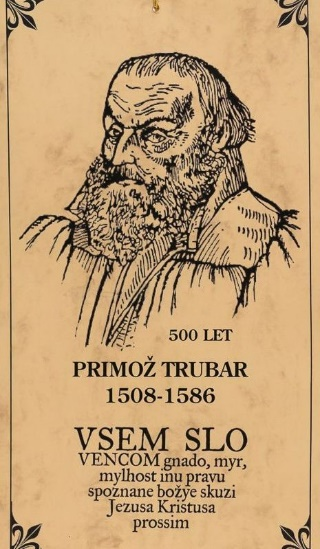 500 LET
PRIMOŽ TRUBAR
1508-1586
VSEM SLO
VENCOM gnado, myr,
mylhost inu pravu
spoznane božye skuzi
Jezusa Kristusa
prossim